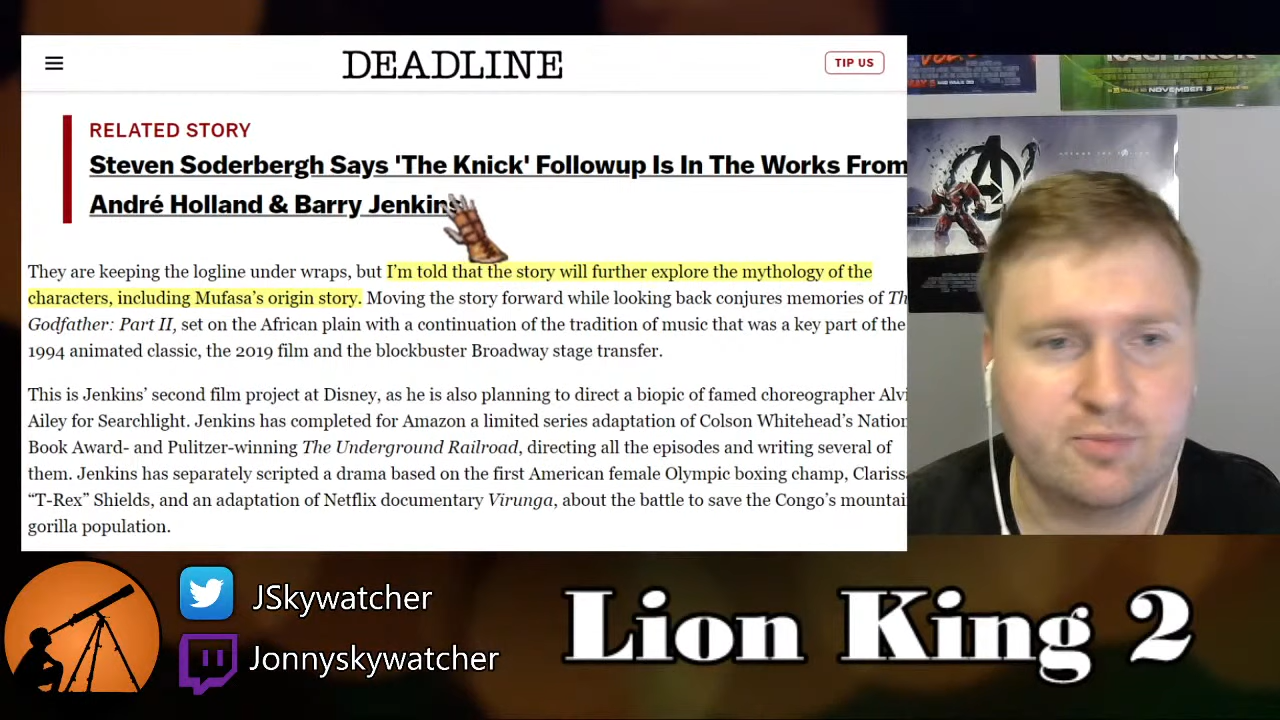 DEADLINE
TIP US
RELATED STORY
Steven Soderbergh Says 'The Knick' Followup Is In The Works From
André Holland & Barry Jenkins
They are keeping the logline under wraps, but I'm told that the story will further explore the mythology of the
characters, including Mufasa's origin story. Moving the story forward while looking back conjures memories of Th
Godfather: Part II, set on the African plain with a continuation of the tradition of music that was a key part of the
1994 animated classic, the 2019 film and the blockbuster Broadway stage transfer.
This is Jenkins' second film project at Disney, as he is also planning to direct a biopic of famed choreographer Alvi
Ailey for Searchlight. Jenkins has completed for Amazon a limited series adaptation of Colson Whitehead's Nation
Book Award- and Pulitzer-winning The Underground Railroad, directing all the episodes and writing several of
them. Jenkins has separately scripted a drama based on the first American female Olympic boxing champ, Clariss
“T-Rex” Shields, and an adaptation of Netflix documentary Virunga, about the battle to save the Congo's mountai
gorilla population.
RAGNAROK
NOVEMBER 3
JSkywatcher
Jonnyskywatcher
Lion King 2